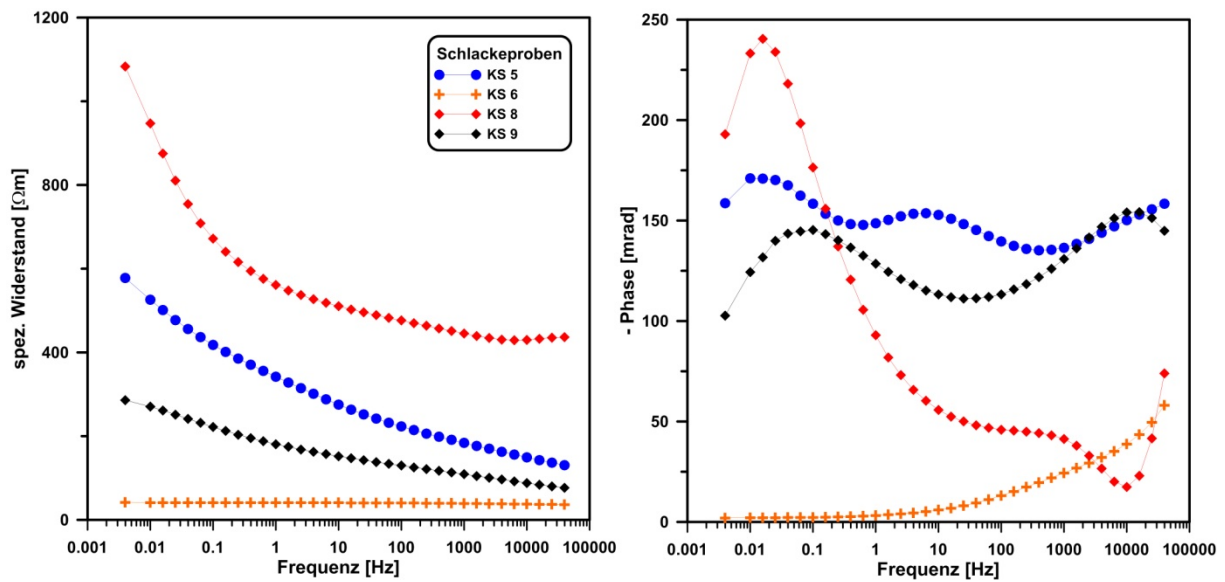 1200
800
400
0
spez. Widerstand [Ωm]
Schlackeproben
KS 5
KS 6
KS 8
KS 9
0.001 0.01 0.1 1 10 100 1000 10000 100000
Frequenz [Hz]
250
200
150
100
50
0
- Phase [mrad]
0.001 0.01 0.1 1 10 100 1000 10000 100000
Frequenz [Hz]